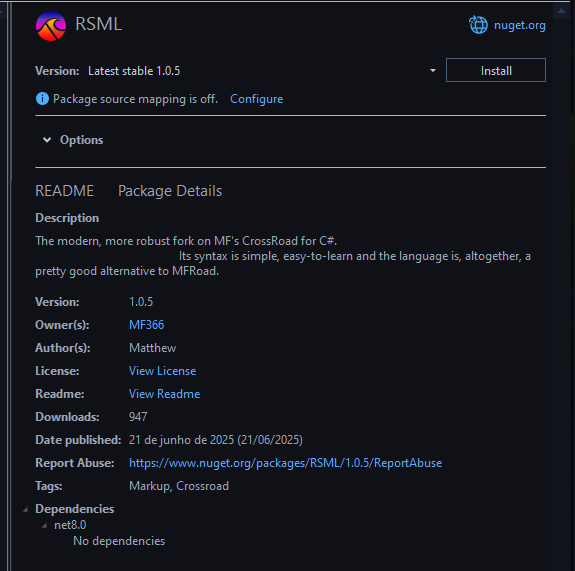 RSML
nuget.org
Version: Latest stable 1.0.5
Install
Package source mapping is off. Configure
Options
README Package Details
Description
The modern, more robust fork on MF's CrossRoad for C#.
Its syntax is simple, easy-to-learn and the language is, altogether, a
pretty good alternative to MFRoad.
Version: 1.0.5
Owner(s): MF366
Author(s): Matthew
License: View License
Readme: View Readme
Downloads: 947
Date published: 21 de junho de 2025 (21/06/2025)
Report Abuse: https://www.nuget.org/packages/RSML/1.0.5/ReportAbuse
Tags: Markup, Crossroad
Dependencies
net8.0
No dependencies